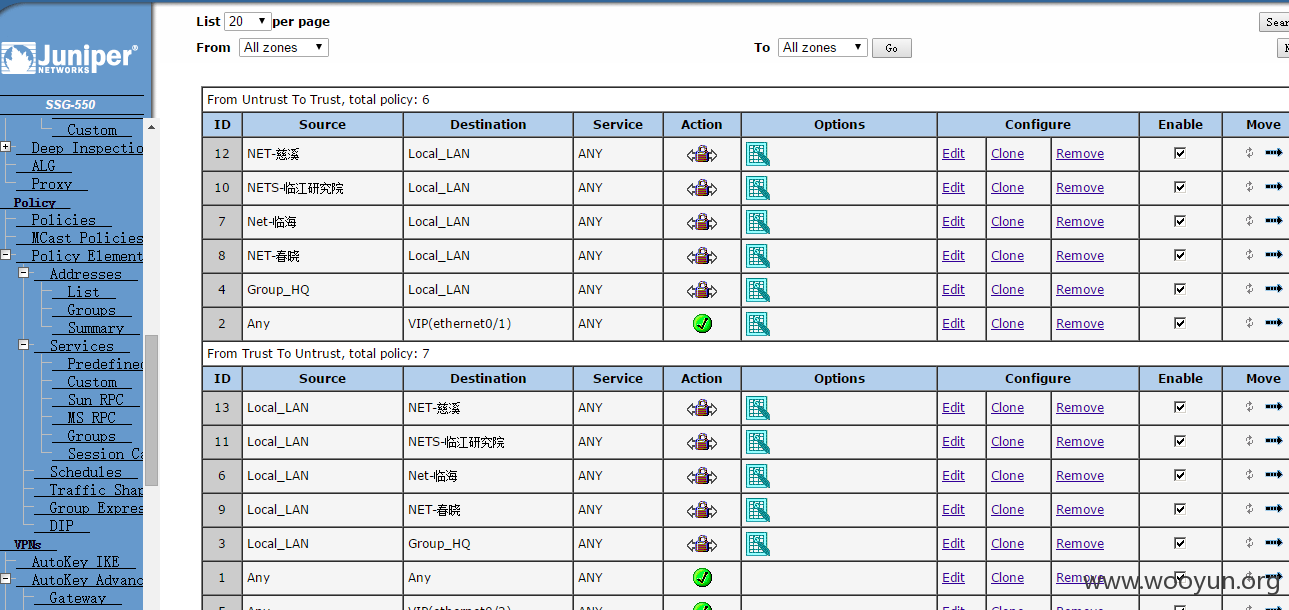 List 20 per page
Sear
From All zones To All zones Go
Juniper
NETWORKS
SSG-550
Custom
Deep Inspectio
ALG
Proxy
Policy
Policies
MCast Policies
Policy Element
Addresses
List
Groups
Summary
Services
Predefined
Custom
Sun RPC
MS RPC
Groups
Session Ca
Schedules
Traffic Shap
Group Expres
DIP
VPNs
AutoKey IKE
AutoKey Advanc
Gateway
From Untrust To Trust, total policy: 6
ID Source Destination Service Action Options Configure Enable Move
12 NET-慈溪 Local_LAN ANY Edit Clone Remove
10 NETS-临江研究院 Local_LAN ANY Edit Clone Remove
7 Net-临海 Local_LAN ANY Edit Clone Remove
8 NET-春晓 Local_LAN ANY Edit Clone Remove
4 Group_HQ Local_LAN ANY Edit Clone Remove
2 Any VIP(ethernet0/1) ANY Edit Clone Remove
From Trust To Untrust, total policy: 7
ID Source Destination Service Action Options Configure Enable Move
13 Local_LAN NET-慈溪 ANY Edit Clone Remove
11 Local_LAN NETS-临江研究院 ANY Edit Clone Remove
6 Local_LAN Net-临海 ANY Edit Clone Remove
9 Local_LAN NET-春晓 ANY Edit Clone Remove
3 Local_LAN Group_HQ ANY Edit Clone Remove
1 Any Any ANY Edit Clone Remove
www.wooyun.org